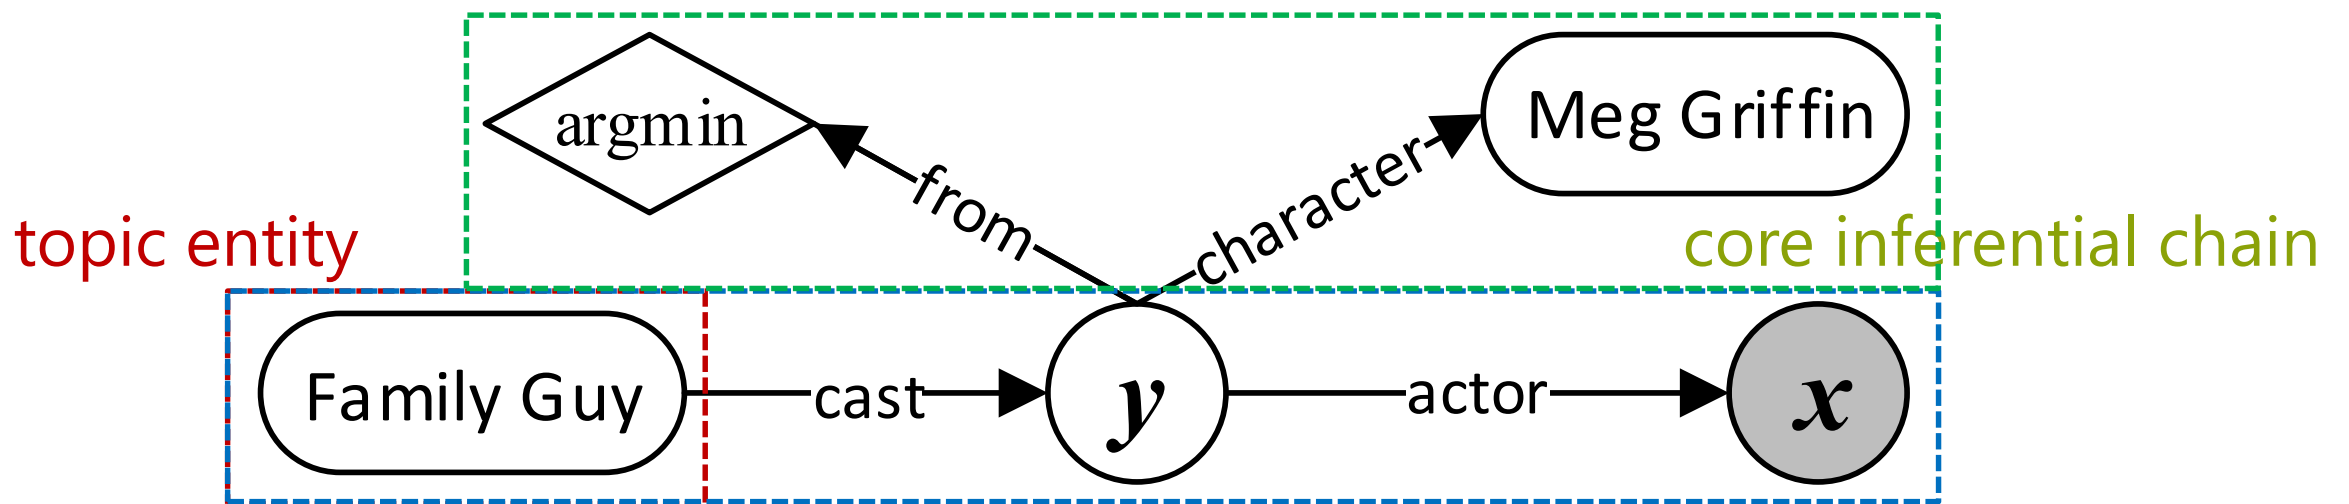 argmin
Meg Griffin
from
character
topic entity
core inferential chain
Family Guy
cast
y
actor
x